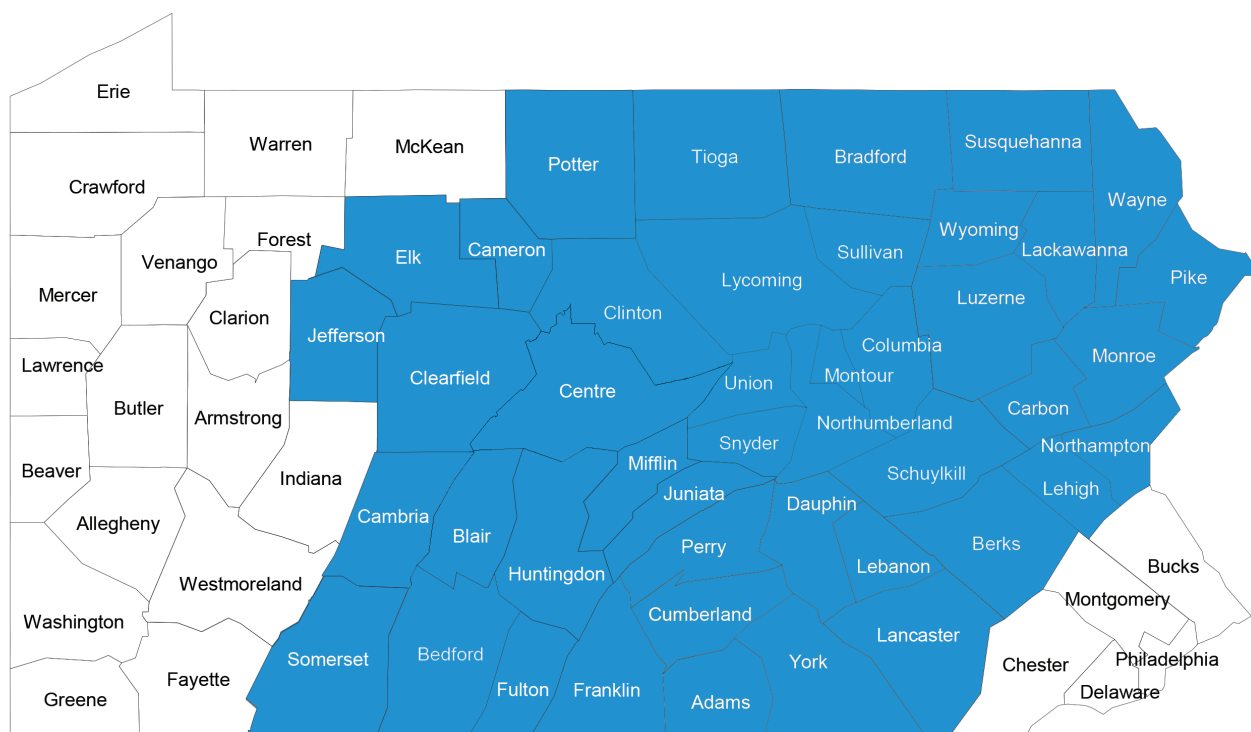 Erie
Warren
McKean
Potter
Tioga
Bradford
Susquehanna
Crawford
Wayne
Forest
Venango
Elk
Cameron
Sullivan
Wyoming
Lackawanna
Mercer
Lycoming
Pike
Clarion
Clinton
Luzerne
Jefferson
Columbia
Monroe
Lawrence
Clearfield
Centre
Union
Montour
Butler
Armstrong
Northumberland
Carbon
Beaver
Indiana
Mifflin
Snyder
Schuylkill
Northampton
Juniata
Lehigh
Allegheny
Cambria
Blair
Dauphin
Perry
Berks
Westmoreland
Huntingdon
Lebanon
Bucks
Washington
Cumberland
Montgomery
Somerset
Bedford
Lancaster
Greene
Fayette
Fulton
Franklin
Adams
York
Chester
Philadelphia
Delaware